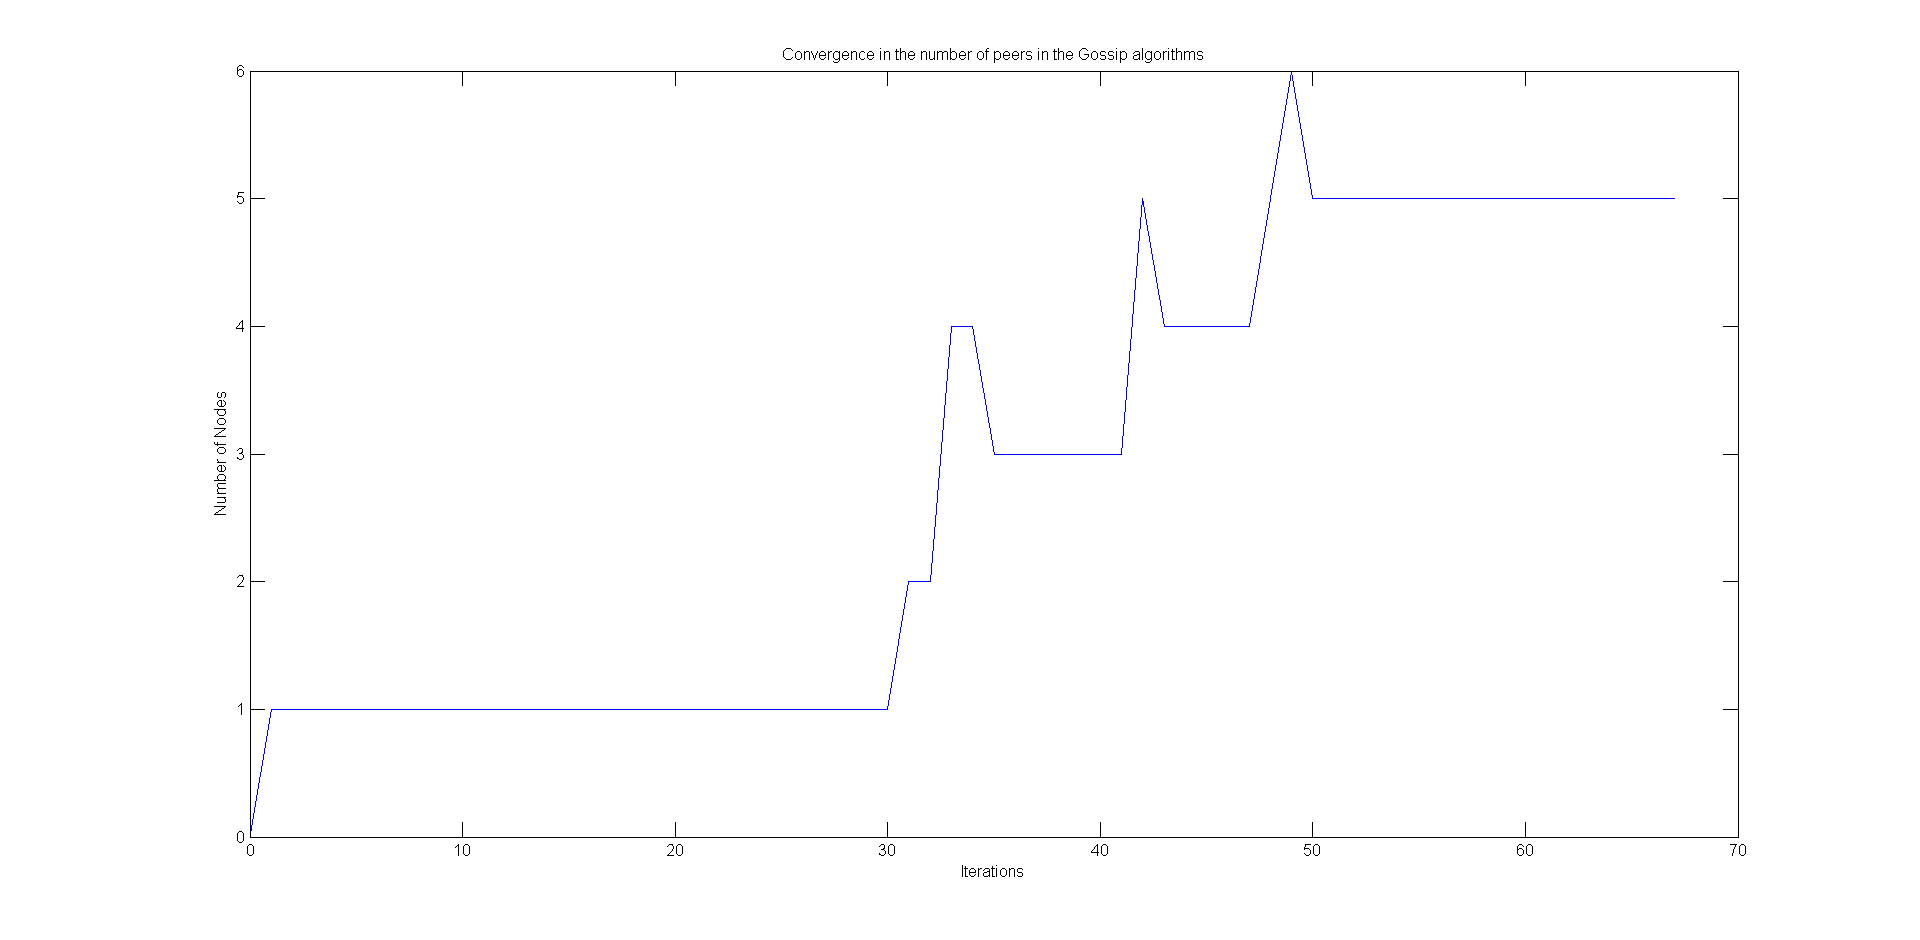 Convergence in the number of peers in the Gossip algorithms
6
5
4
3
2
1
0
Number of Nodes
0 10 20 30 40 50 60 70
Iterations